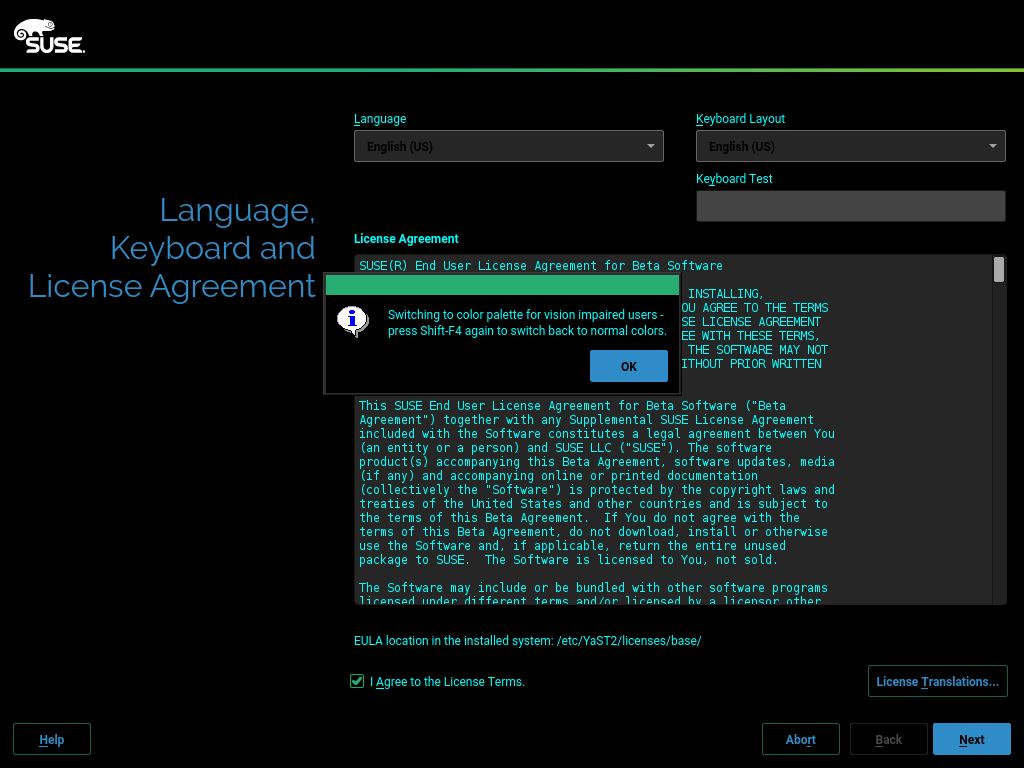 SUSE
Language
Keyboard Layout
English (US)
English (US)
Keyboard Test
Language,
Keyboard and
License Agreement
License Agreement
SUSE(R) End User License Agreement for Beta Software
INSTALLING,
OU AGREE TO THE TERMS
SE LICENSE AGREEMENT
EE WITH THESE TERMS,
THE SOFTWARE MAY NOT
ITHOUT PRIOR WRITTEN
Switching to color palette for vision impaired users -
press Shift-F4 again to switch back to normal colors.
OK
This SUSE End User License Agreement for Beta Software ("Beta
Agreement") together with any Supplemental SUSE License Agreement
included with the Software constitutes a legal agreement between You
(an entity or a person) and SUSE LLC ("SUSE"). The software
product(s) accompanying this Beta Agreement, software updates, media
(if any) and accompanying online or printed documentation
(collectively the "Software") is protected by the copyright laws and
treaties of the United States and other countries and is subject to
the terms of this Beta Agreement.  If You do not agree with the
terms of this Beta Agreement, do not download, install or otherwise
use the Software and, if applicable, return the entire unused
package to SUSE.  The Software is licensed to You, not sold.
The Software may include or be bundled with other software programs
licensed under different terms and/or licensed by a licensor other
EULA location in the installed system: /etc/YaST2/licenses/base/
I Agree to the License Terms.
License Translations...
Help
Abort
Back
Next